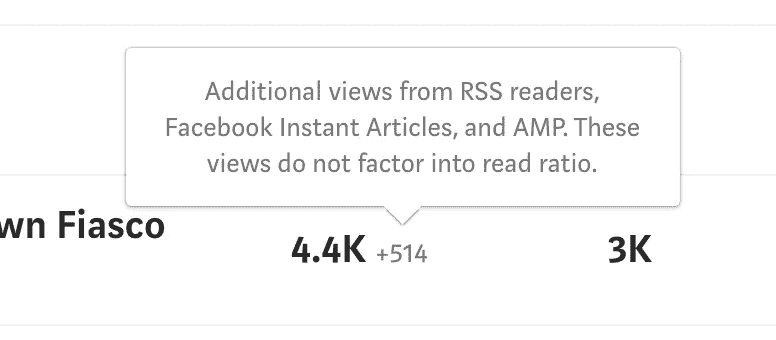 Additional views from RSS readers,
Facebook Instant Articles, and AMP. These
views do not factor into read ratio.
wn Fiasco
4.4K +514 3K